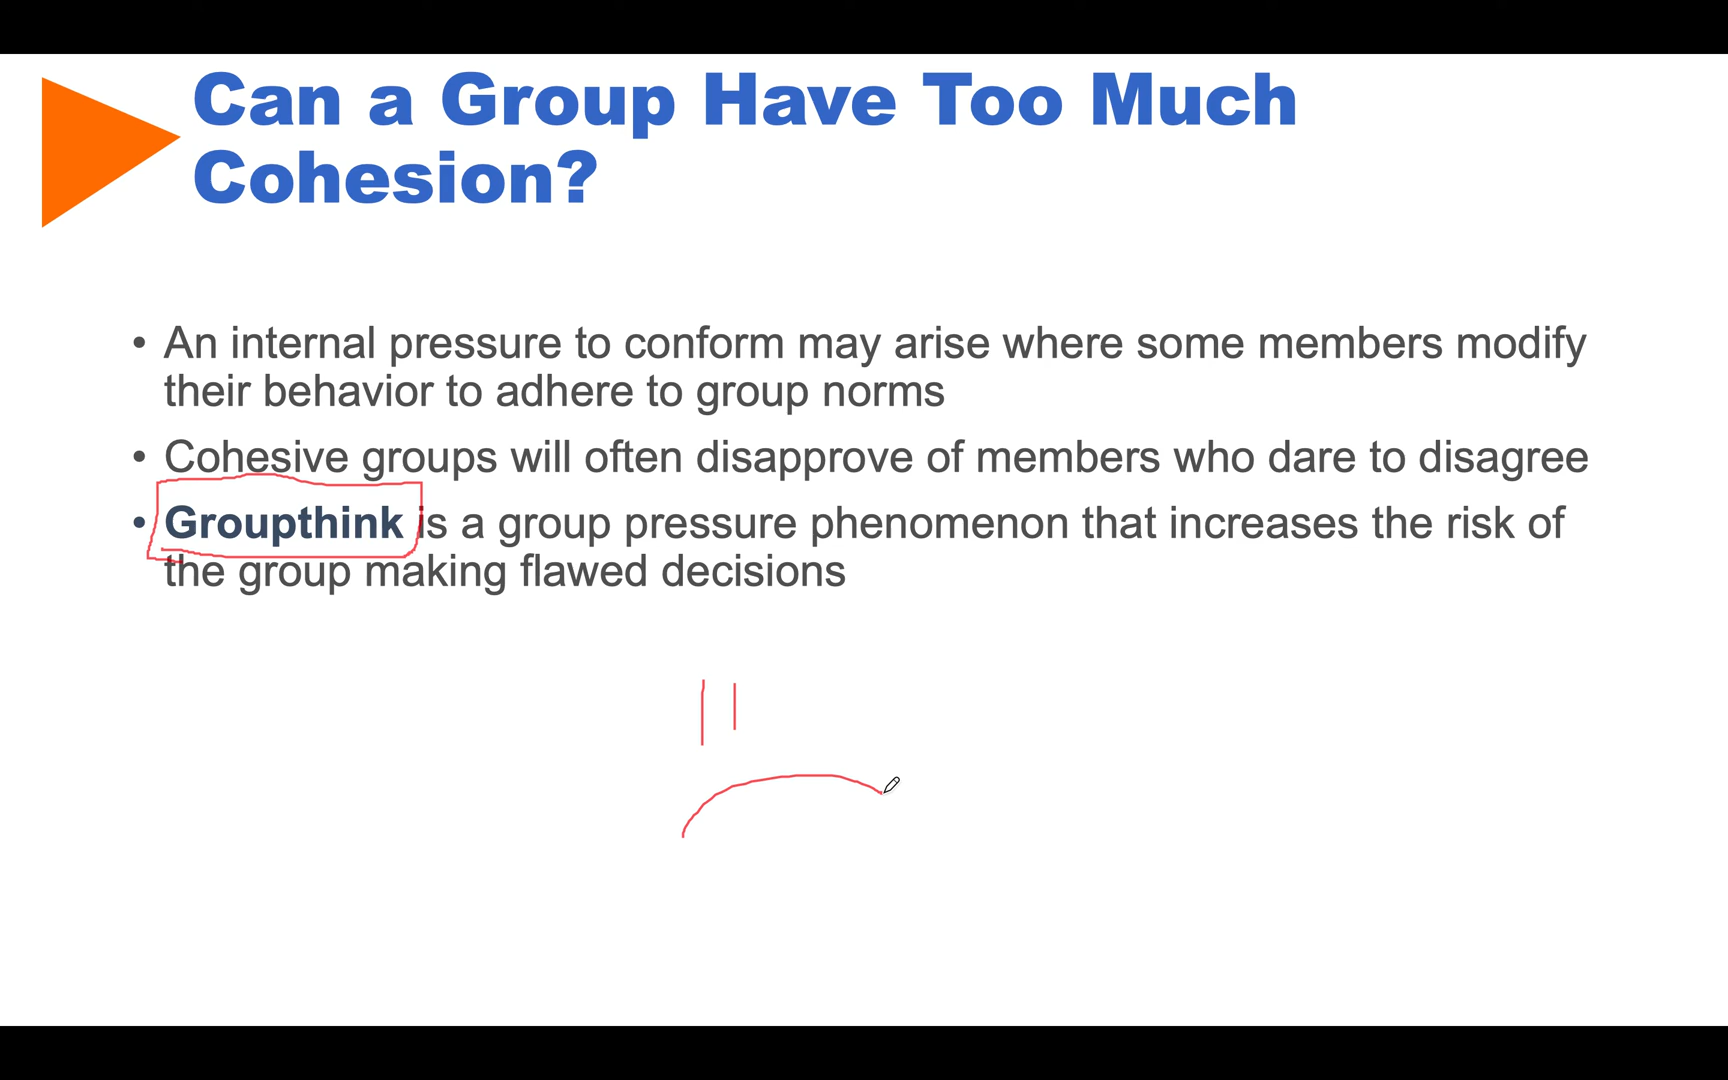 Can a Group Have Too Much
Cohesion?
• An internal pressure to conform may arise where some members modify
their behavior to adhere to group norms
• Cohesive groups will often disapprove of members who dare to disagree
• Groupthink is a group pressure phenomenon that increases the risk of
the group making flawed decisions